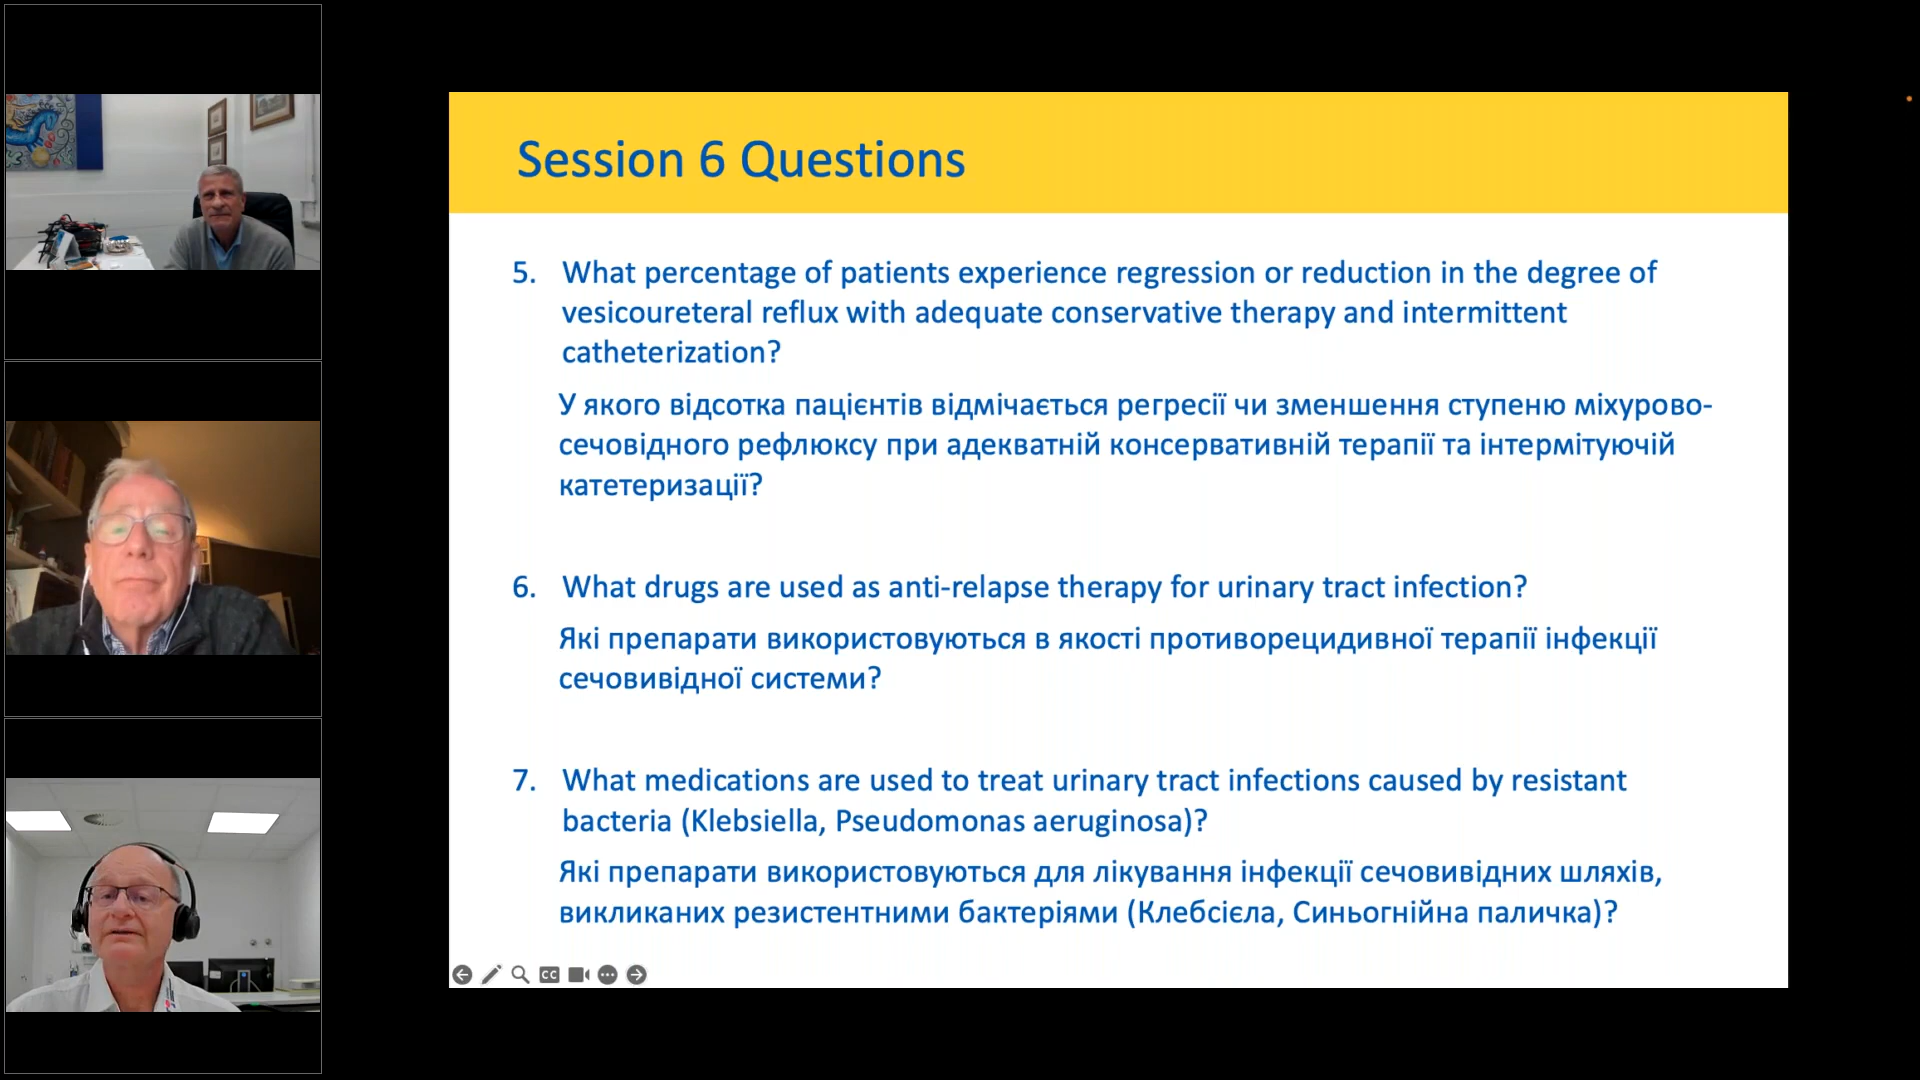 Session 6 Questions
5. What percentage of patients experience regression or reduction in the degree of
vesicoureteral reflux with adequate conservative therapy and intermittent
catheterization?
У якого відсотка пацієнтів відмічається регресії чи зменшення ступеню міхурово-
сечовідного рефлюксу при адекватній консервативній терапії та інтермітуючій
катетеризації?
6. What drugs are used as anti-relapse therapy for urinary tract infection?
Які препарати використовуються в якості противорецидивної терапії інфекції
сечовивідної системи?
7. What medications are used to treat urinary tract infections caused by resistant
bacteria (Klebsiella, Pseudomonas aeruginosa)?
Які препарати використовуються для лікування інфекції сечовивідних шляхів,
викликаних резистентними бактеріями (Клебсієла, Синьогнійна паличка)?
CC